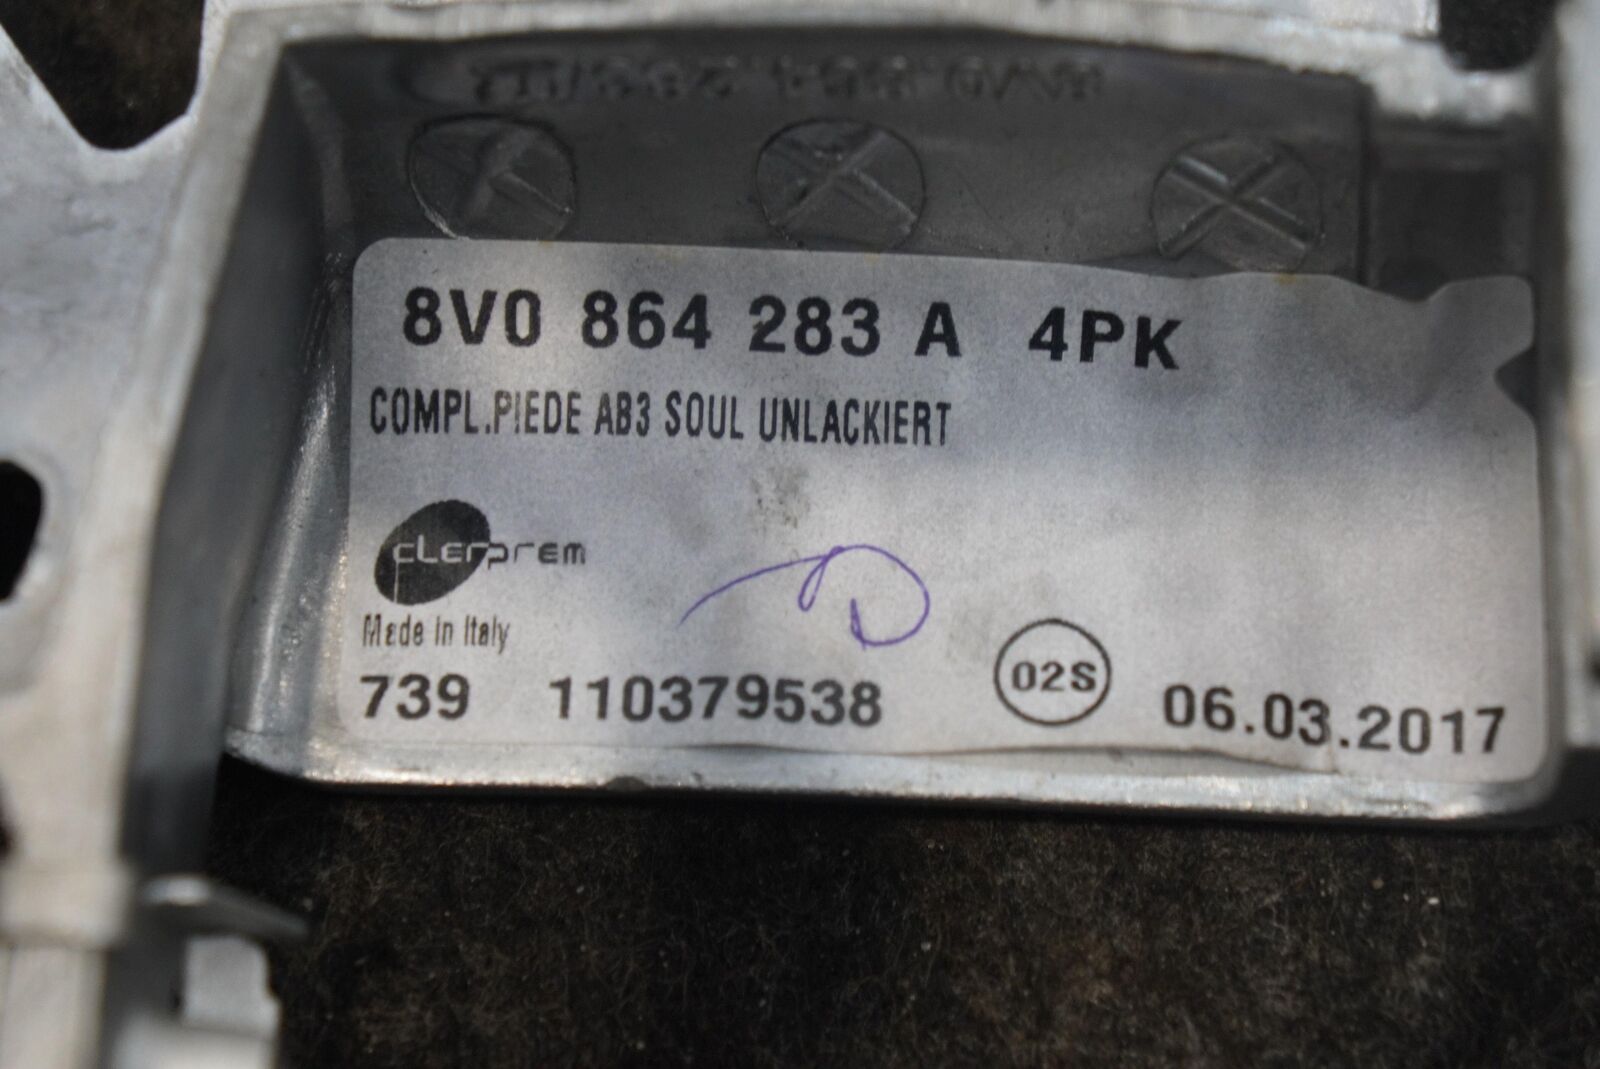 8V0 864 283 A 4PK
COMPL.PIEDE AB3 SOUL UNLACKIERT
CLERPREM
Made in Italy
739 110379538 02S 06.03.2017